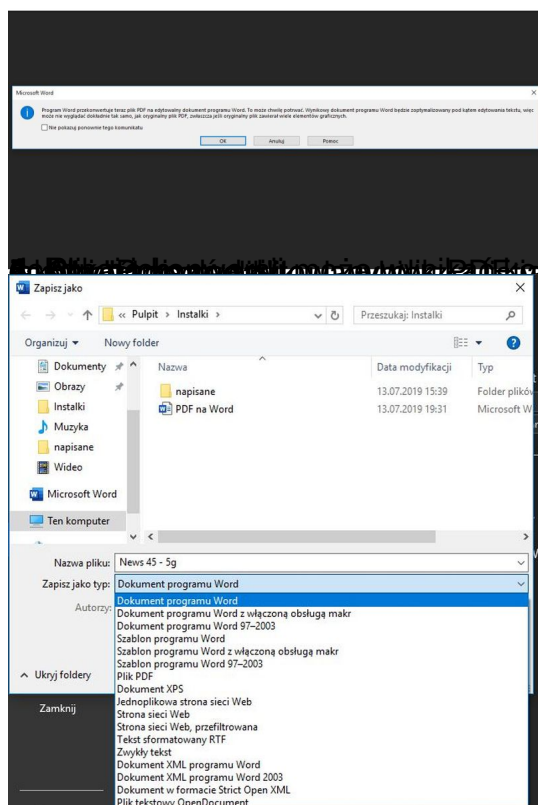 Microsoft Word
Program Word przekonwertuje teraz plik PDF na edytowalny dokument programu Word. To może chwilę potrwać. Wynikowy dokument programu Word będzie zoptymalizowany pod kątem edytowania tekstu, więc
może nie wyglądać dokładnie tak samo, jak oryginalny plik PDF, zwłaszcza jeśli oryginalny plik zawierał wiele elementów graficznych.
Nie pokazuj ponownie tego komunikatu
OK Anuluj Pomoc
Zapisz jako
« Pulpit > Instalki > Przeszukaj: Instalki
Organizuj Nowy folder
Nazwa Data modyfikacji Typ
Dokumenty
Obrazy
Instalki
Muzyka
napisane
Wideo
Microsoft Word
Ten komputer
napisane 13.07.2019 15:39 Folder plików
PDF na Word 13.07.2019 19:31 Microsoft W
Nazwa pliku: News 45 - 5g
Zapisz jako typ: Dokument programu Word
Autorzy:
Dokument programu Word
Dokument programu Word z włączoną obsługą makr
Dokument programu Word 97–2003
Szablon programu Word
Szablon programu Word z włączoną obsługą makr
Szablon programu Word 97–2003
Plik PDF
Dokument XPS
Jednoplikowa strona sieci Web
Strona sieci Web
Strona sieci Web, przefiltrowana
Tekst sformatowany RTF
Zwykły tekst
Dokument XML programu Word
Dokument XML programu Word 2003
Dokument w formacie Strict Open XML
Plik tekstowy OpenDocument
Ukryj foldery
Zamknij